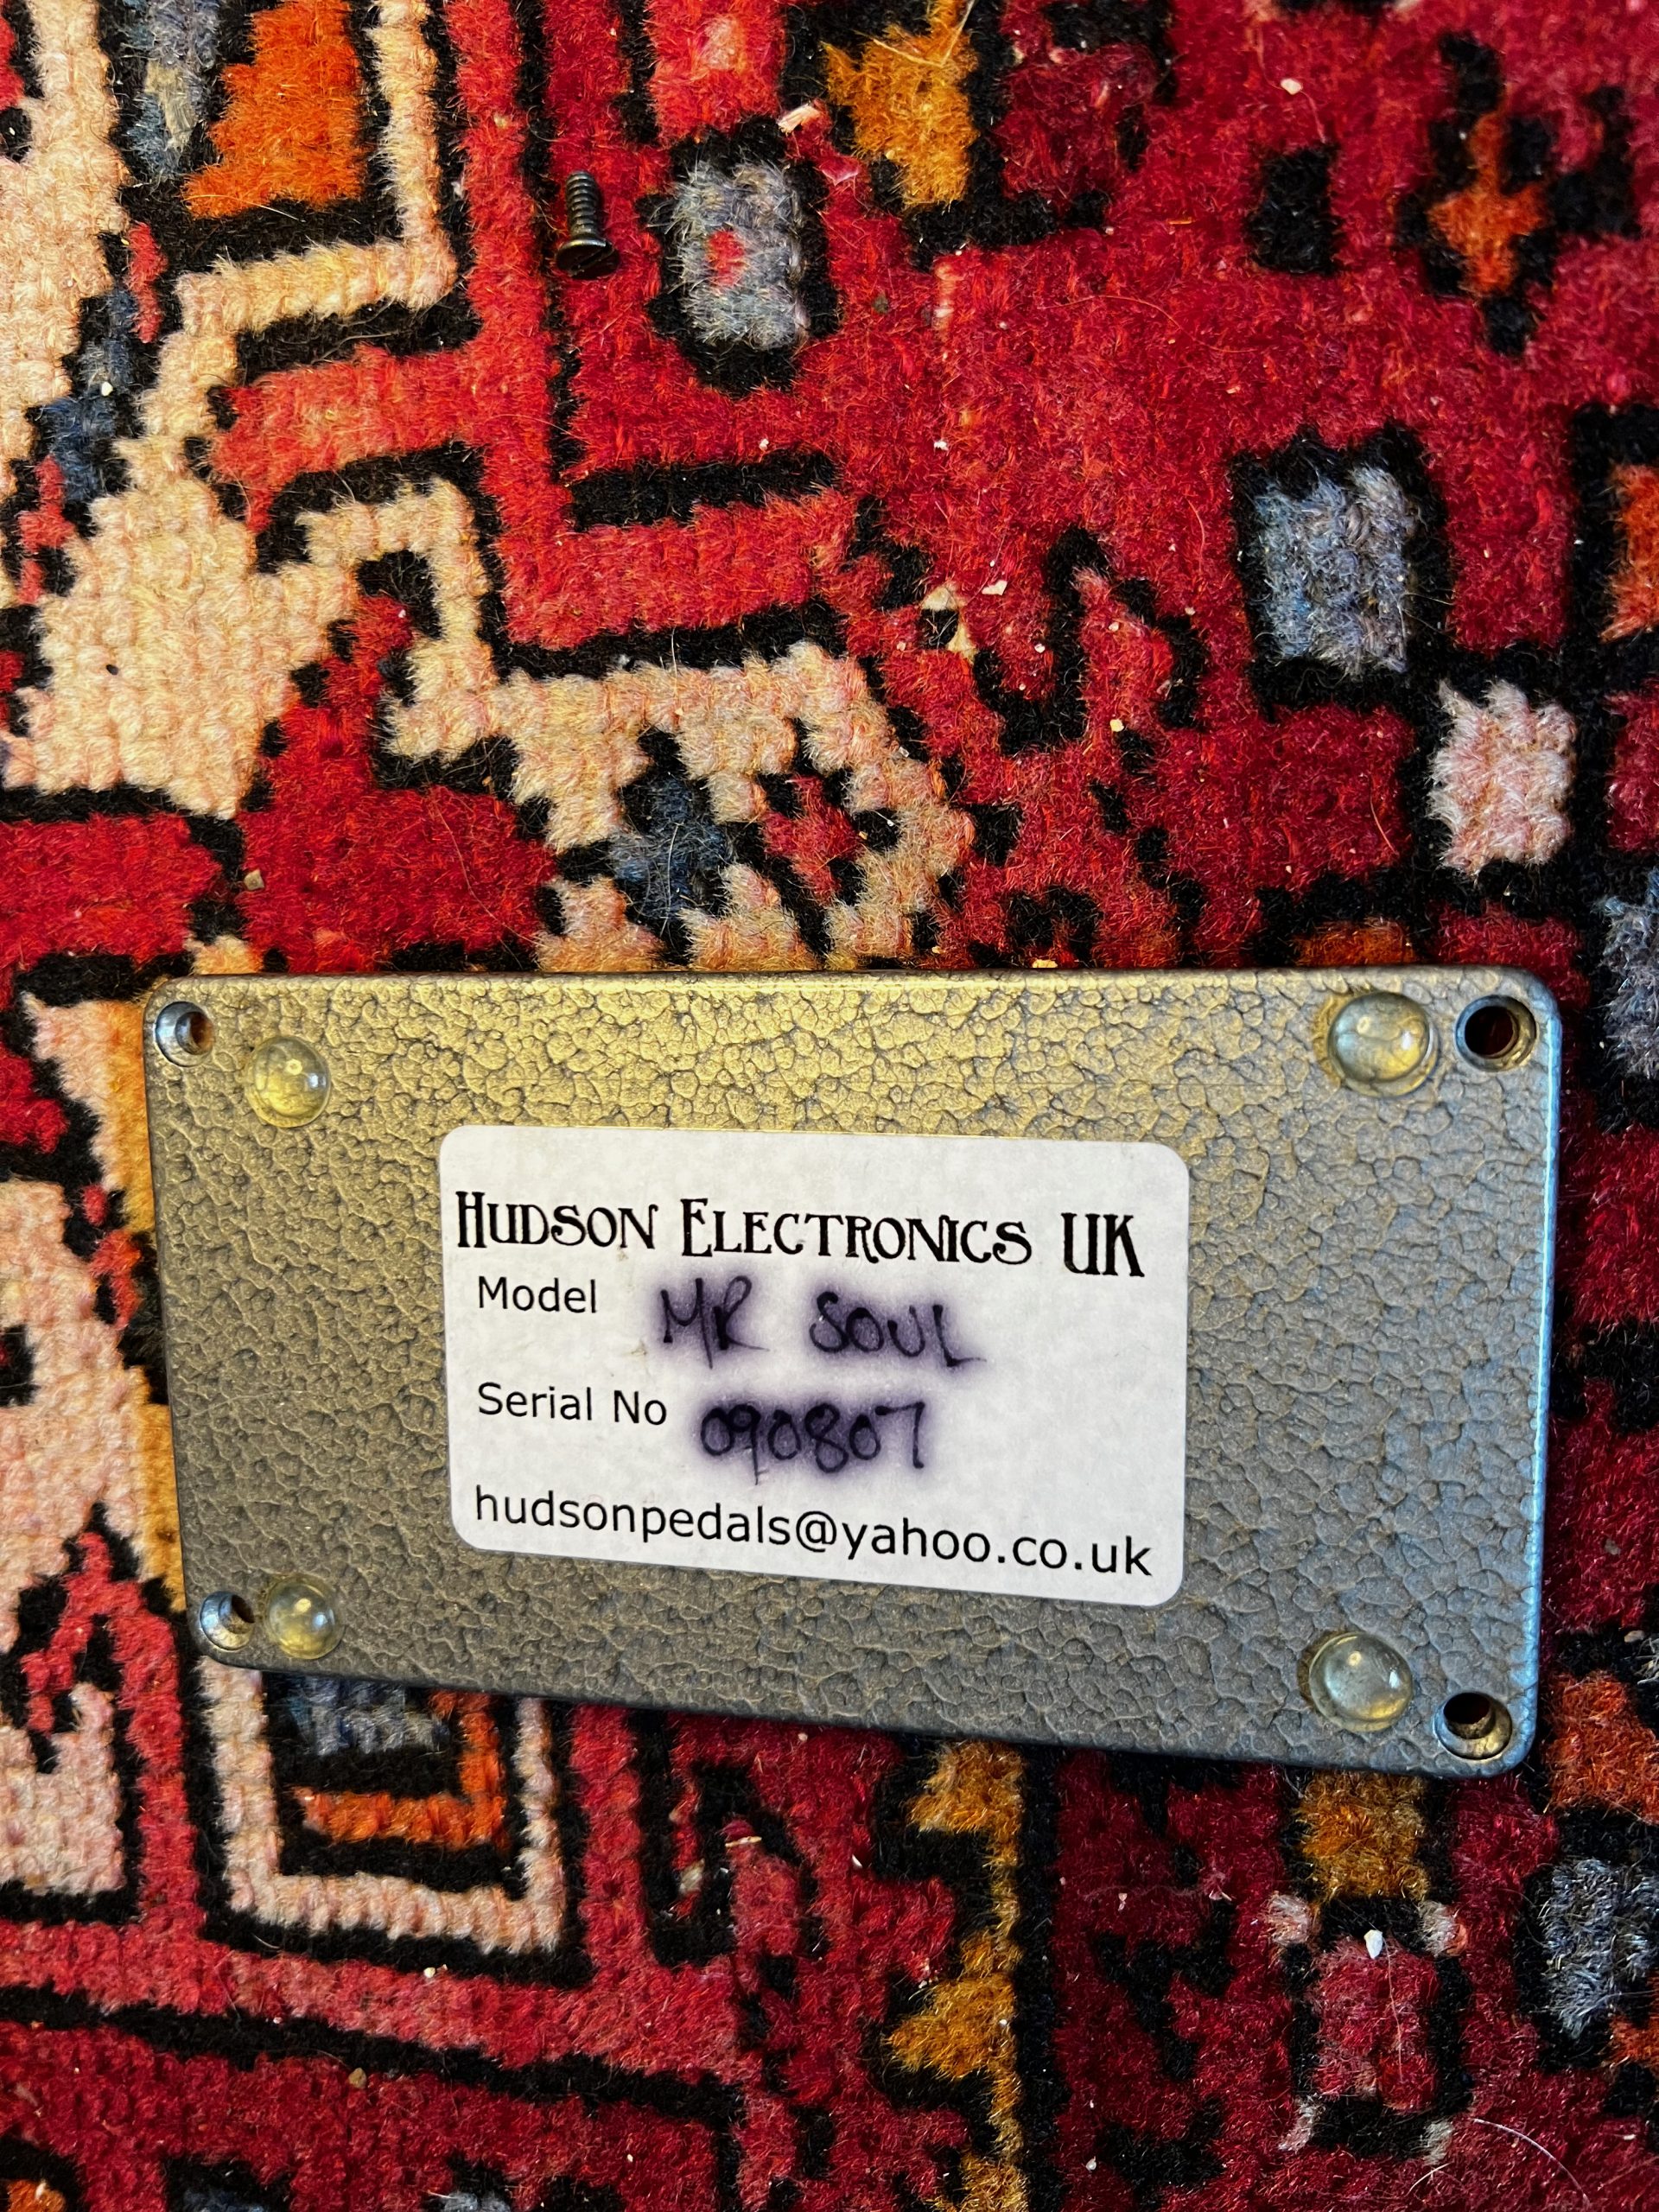 Hudson Electronics UK
Model MR SOUL
Serial No 090807
hudsonpedals@yahoo.co.uk